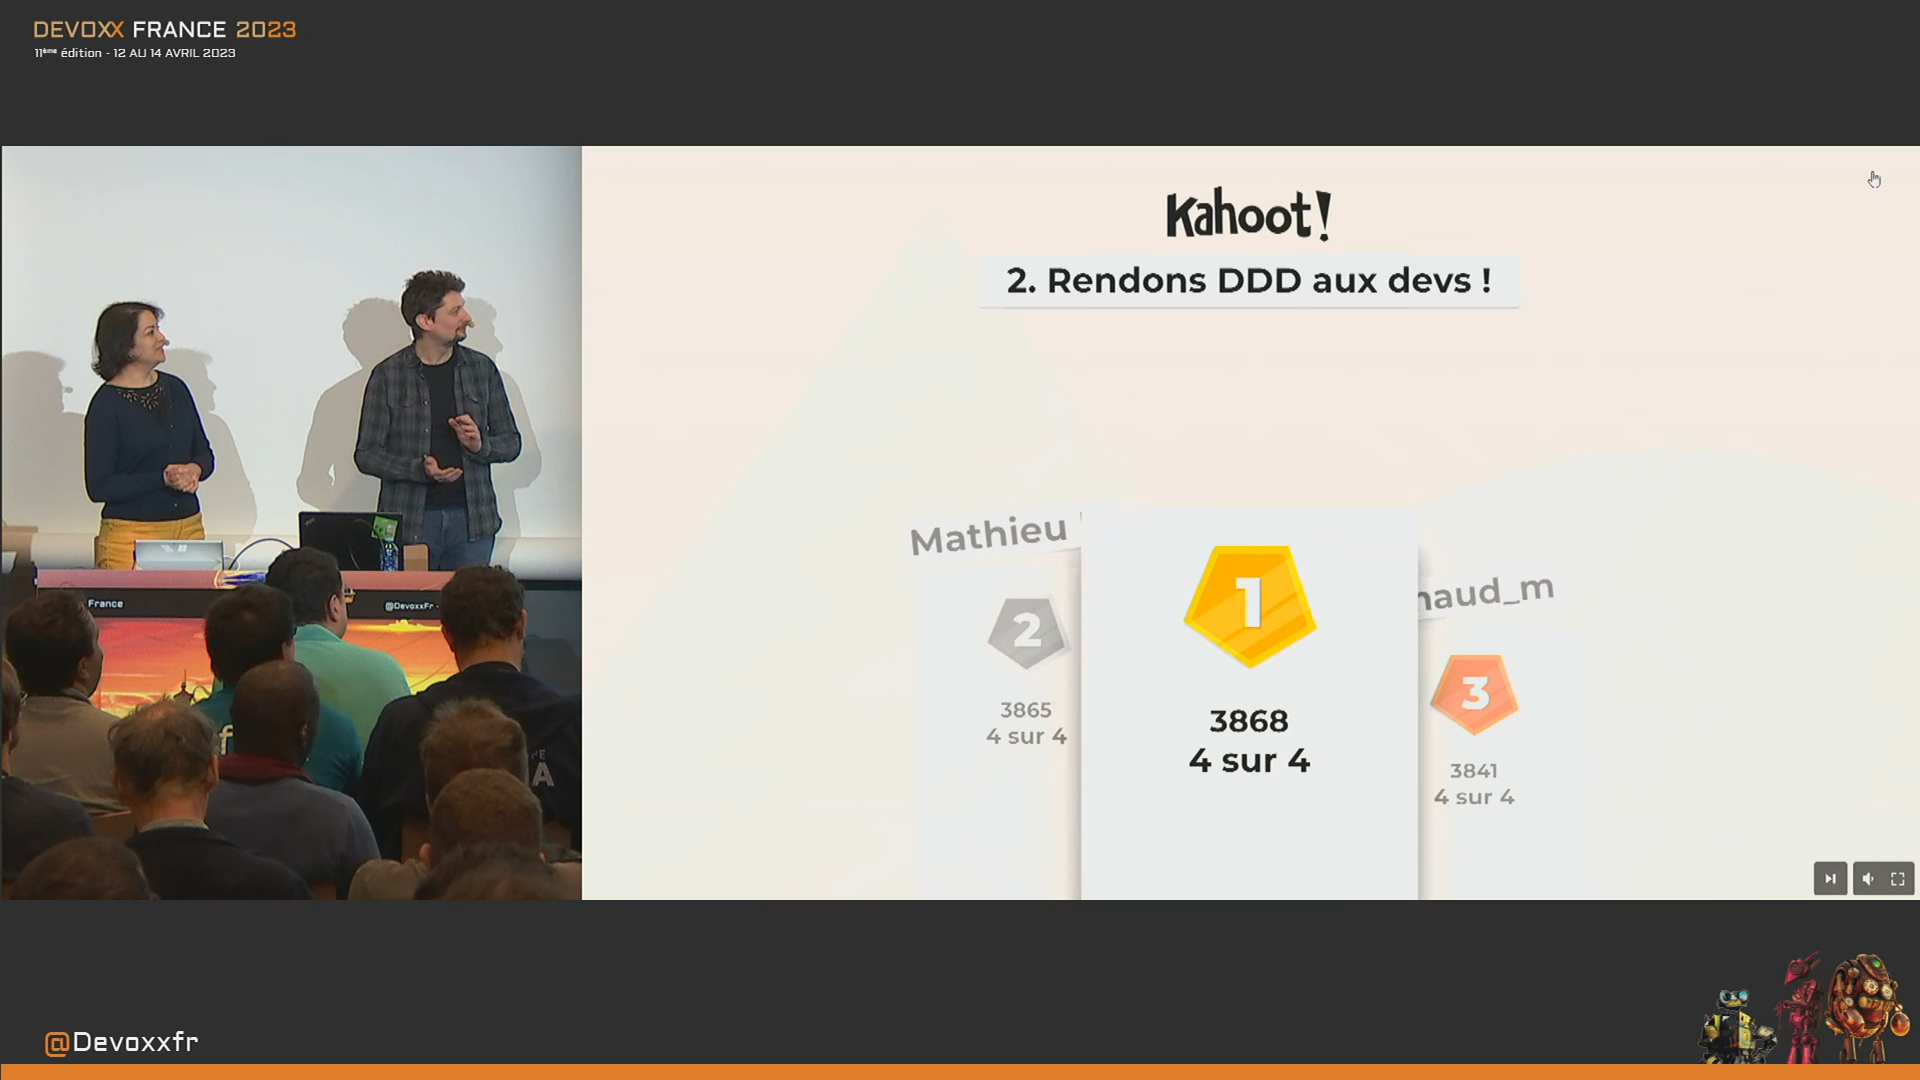 DEVOXX FRANCE 2023
11ème édition - 12 AU 14 AVRIL 2023
Kahoot!
2. Rendons DDD aux devs !
Mathieu
1
naud_m
2
3
3865
4 sur 4
3868
4 sur 4
3841
4 sur 4
France
@DevoxxFr -
f
A
@Devoxxfr